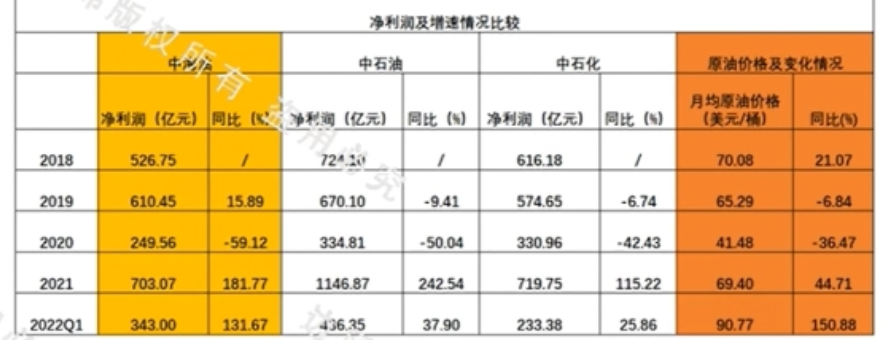 净利润及增速情况比较
中海油 中石油 中石化 原油价格及变化情况
净利润（亿元） 同比（%） 净利润（亿元） 同比（%） 净利润（亿元） 同比（%） 月均原油价格（美元/桶） 同比(%)
2018 526.75 / 724.10 / 616.18 / 70.08 21.07
2019 610.45 15.89 670.10 -9.41 574.65 -6.74 65.29 -6.84
2020 249.56 -59.12 334.81 -50.04 330.96 -42.43 41.48 -36.47
2021 703.07 181.77 1146.87 242.54 719.75 115.22 69.40 44.71
2022Q1 343.00 131.67 37.90 233.38 25.86 90.77 150.88
版权所有 盗用必究